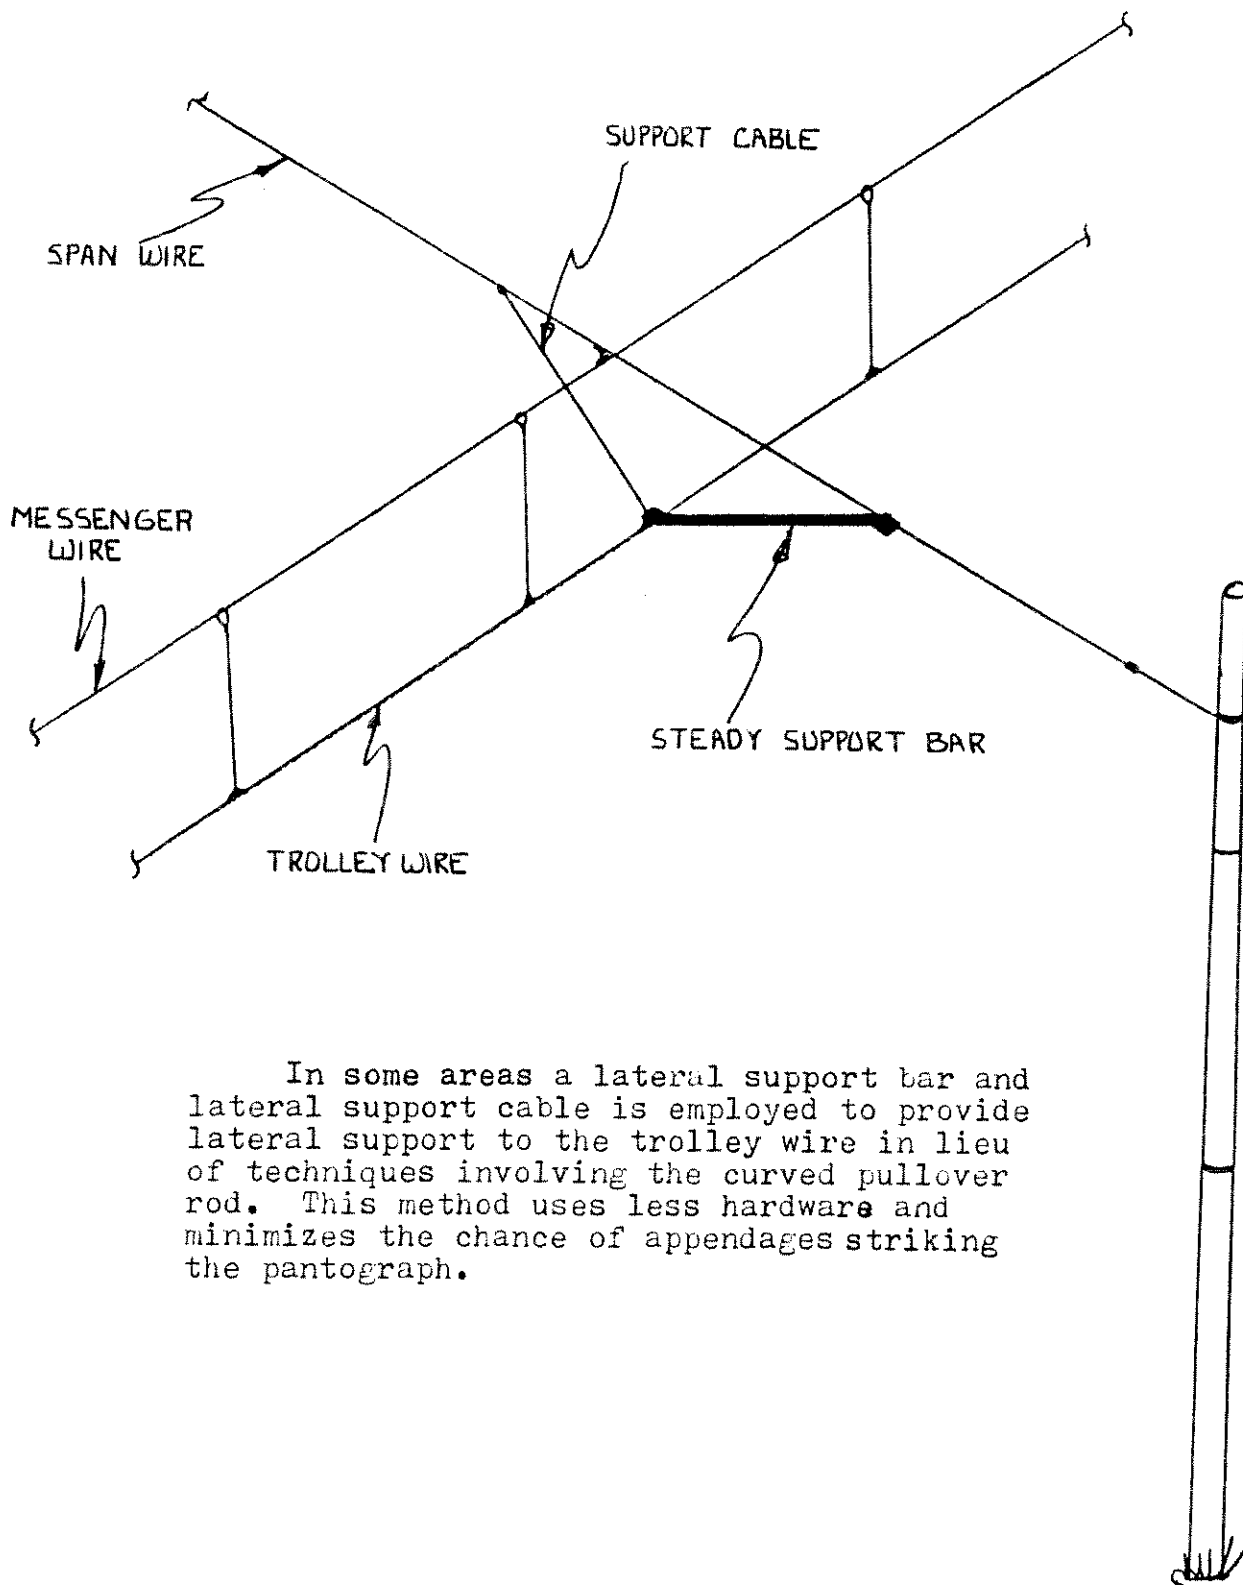 SUPPORT CABLE
SPAN WIRE
MESSENGER
WIRE
STEADY SUPPORT BAR
TROLLEY WIRE
In some areas a lateral support bar and
lateral support cable is employed to provide
lateral support to the trolley wire in lieu
of techniques involving the curved pullover
rod. This method uses less hardware and
minimizes the chance of appendages striking
the pantograph.